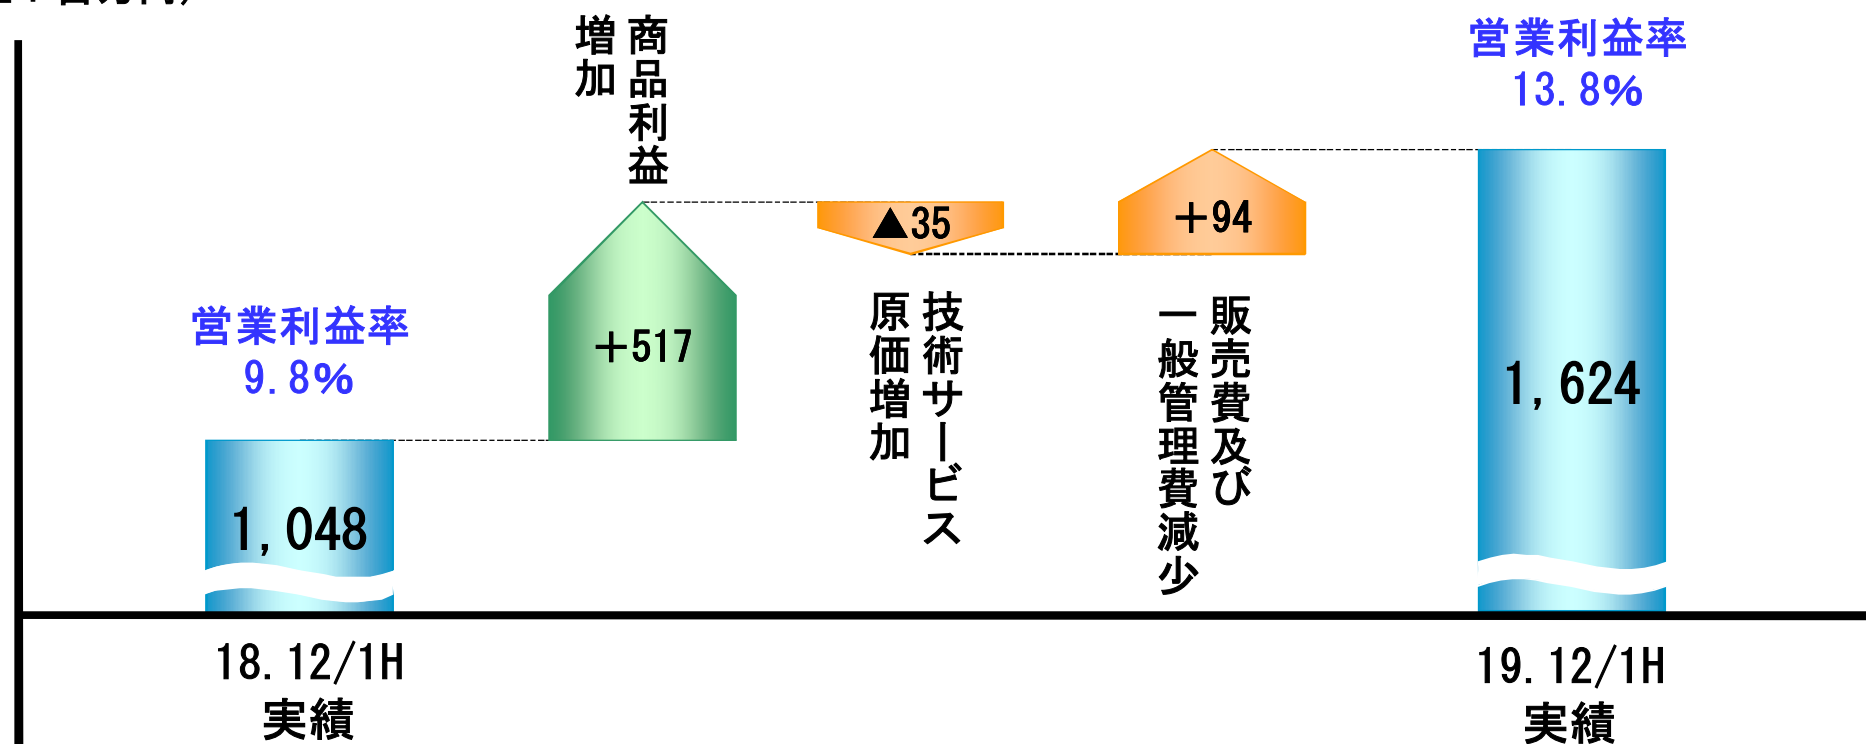 商品利益
増加
営業利益率
13.8%
▲35
+94
営業利益率
9.8%
+517
技術サービス
原価増加
販売費及び
一般管理費減少
1,624
1,048
18.12/1H
実績
19.12/1H
実績